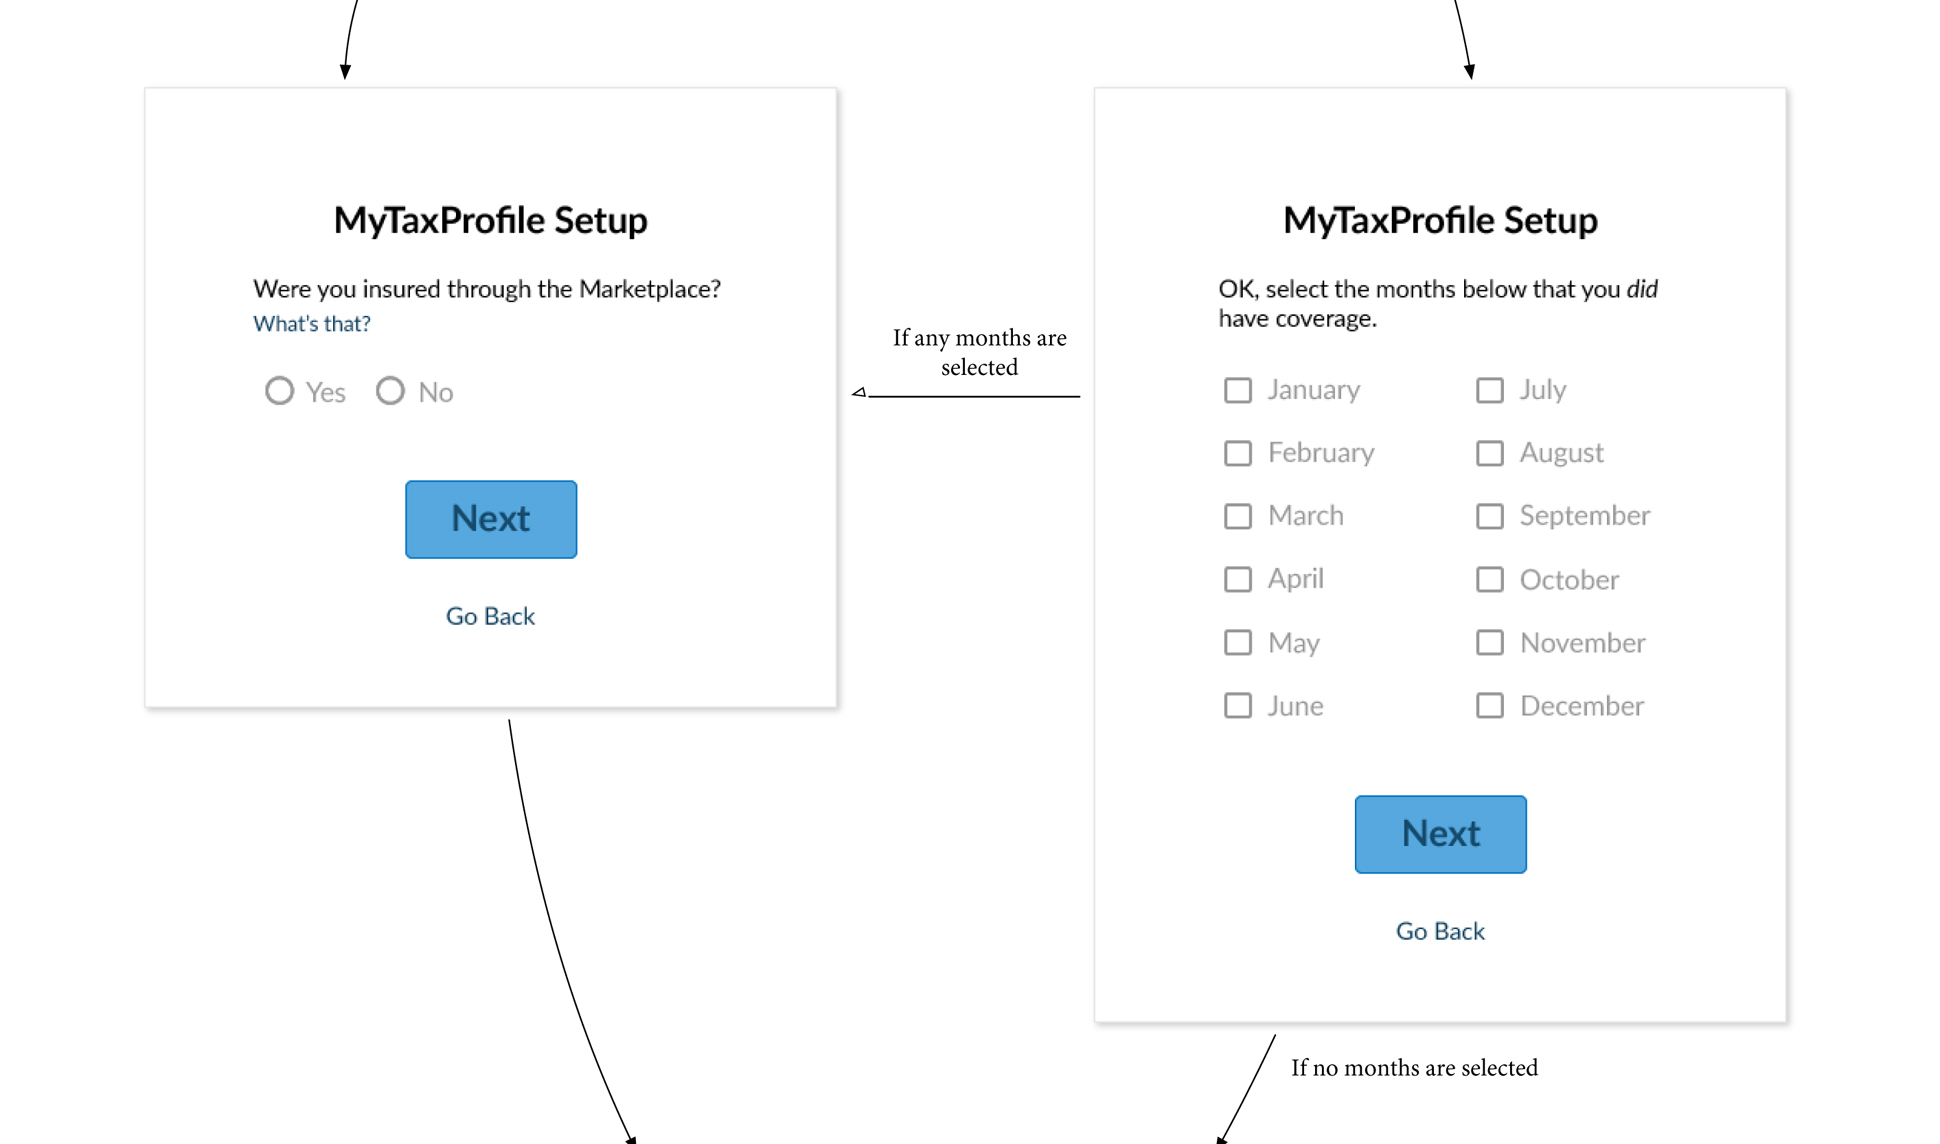 MyTaxProfile Setup
Were you insured through the Marketplace?
What's that?
Yes No
Next
Go Back
If any months are
selected
MyTaxProfile Setup
OK, select the months below that you did
have coverage.
January July
February August
March September
April October
May November
June December
Next
Go Back
If no months are selected